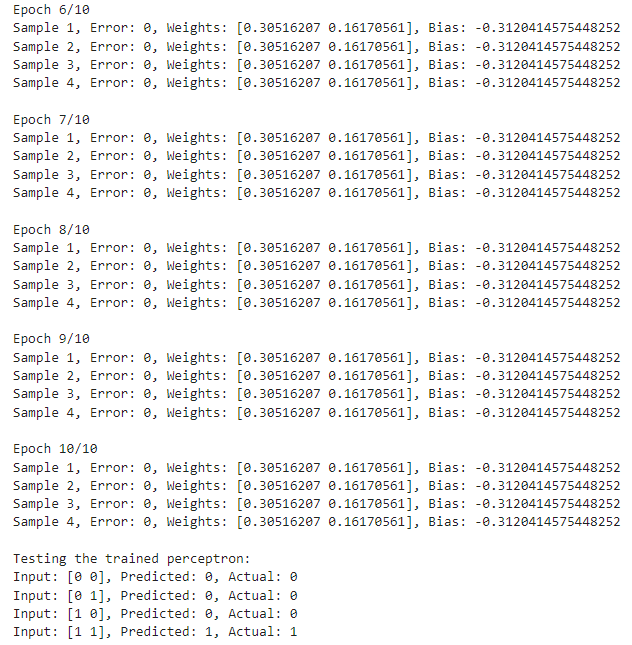 Epoch 6/10
Sample 1, Error: 0, Weights: [0.30516207 0.16170561], Bias: -0.3120414575448252
Sample 2, Error: 0, Weights: [0.30516207 0.16170561], Bias: -0.3120414575448252
Sample 3, Error: 0, Weights: [0.30516207 0.16170561], Bias: -0.3120414575448252
Sample 4, Error: 0, Weights: [0.30516207 0.16170561], Bias: -0.3120414575448252
Epoch 7/10
Sample 1, Error: 0, Weights: [0.30516207 0.16170561], Bias: -0.3120414575448252
Sample 2, Error: 0, Weights: [0.30516207 0.16170561], Bias: -0.3120414575448252
Sample 3, Error: 0, Weights: [0.30516207 0.16170561], Bias: -0.3120414575448252
Sample 4, Error: 0, Weights: [0.30516207 0.16170561], Bias: -0.3120414575448252
Epoch 8/10
Sample 1, Error: 0, Weights: [0.30516207 0.16170561], Bias: -0.3120414575448252
Sample 2, Error: 0, Weights: [0.30516207 0.16170561], Bias: -0.3120414575448252
Sample 3, Error: 0, Weights: [0.30516207 0.16170561], Bias: -0.3120414575448252
Sample 4, Error: 0, Weights: [0.30516207 0.16170561], Bias: -0.3120414575448252
Epoch 9/10
Sample 1, Error: 0, Weights: [0.30516207 0.16170561], Bias: -0.3120414575448252
Sample 2, Error: 0, Weights: [0.30516207 0.16170561], Bias: -0.3120414575448252
Sample 3, Error: 0, Weights: [0.30516207 0.16170561], Bias: -0.3120414575448252
Sample 4, Error: 0, Weights: [0.30516207 0.16170561], Bias: -0.3120414575448252
Epoch 10/10
Sample 1, Error: 0, Weights: [0.30516207 0.16170561], Bias: -0.3120414575448252
Sample 2, Error: 0, Weights: [0.30516207 0.16170561], Bias: -0.3120414575448252
Sample 3, Error: 0, Weights: [0.30516207 0.16170561], Bias: -0.3120414575448252
Sample 4, Error: 0, Weights: [0.30516207 0.16170561], Bias: -0.3120414575448252
Testing the trained perceptron:
Input: [0 0], Predicted: 0, Actual: 0
Input: [0 1], Predicted: 0, Actual: 0
Input: [1 0], Predicted: 0, Actual: 0
Input: [1 1], Predicted: 1, Actual: 1